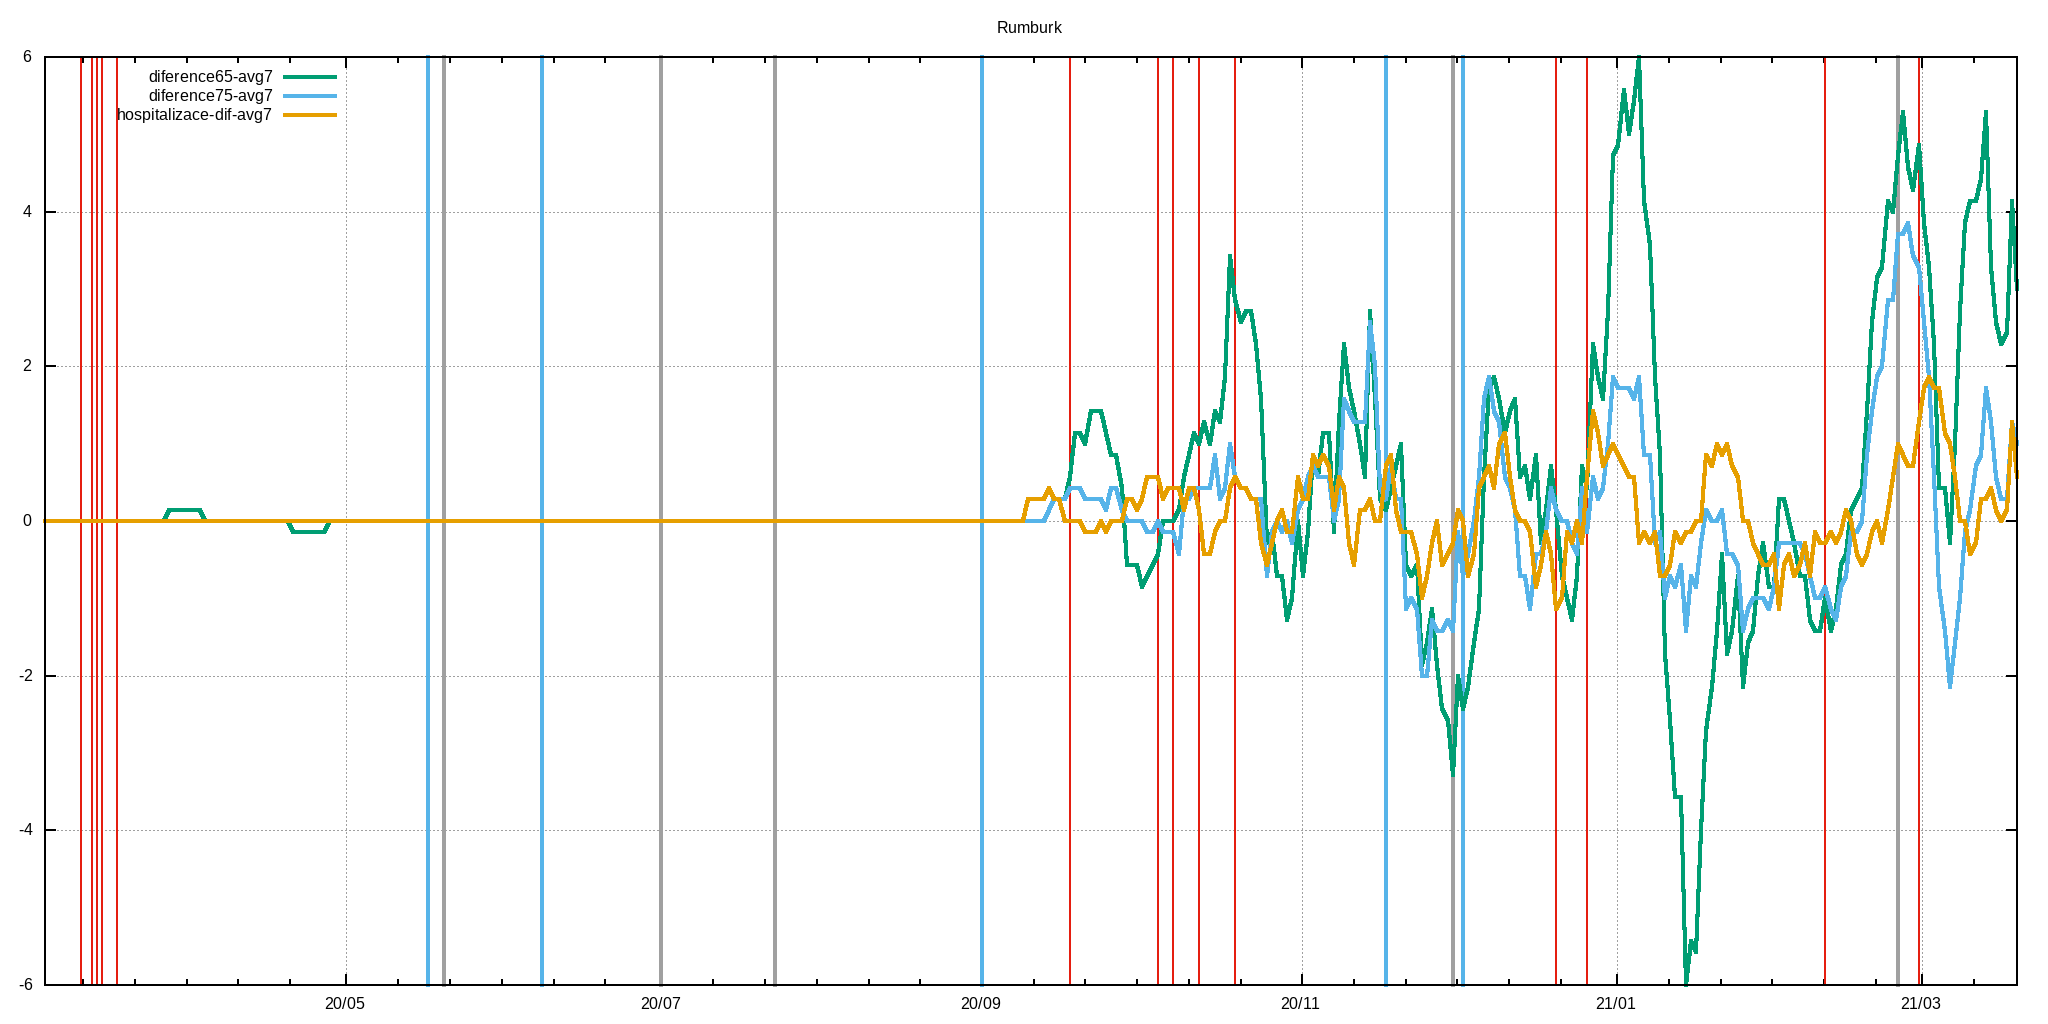 Rumburk
6
diference65-avg7
diference75-avg7
hospitalizace-dif-avg7
4
2
0
-2
-4
-6
20/05 20/07 20/09 20/11 21/01 21/03